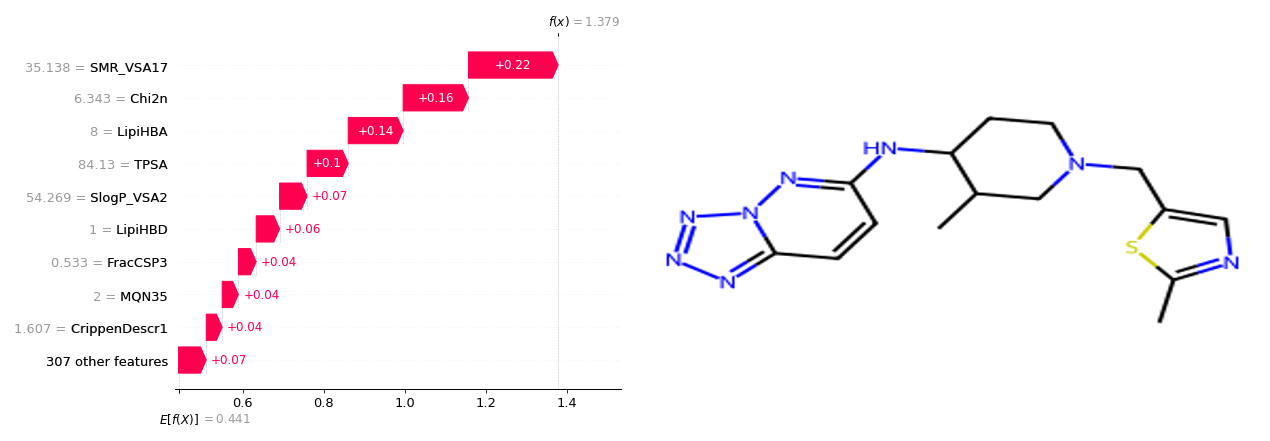 f(x) = 1.379
35.138 = SMR_VSA17 +0.22
6.343 = Chi2n +0.16
8 = LipiHBA +0.14
84.13 = TPSA +0.1
54.269 = SlogP_VSA2 +0.07
1 = LipiHBD +0.06
0.533 = FracCSP3 +0.04
2 = MQN35 +0.04
1.607 = CrippenDescr1 +0.04
307 other features +0.07
0.6 0.8 1.0 1.2 1.4
E[f(X)] = 0.441
HN
N
N
N
N
N
N
N
S
N